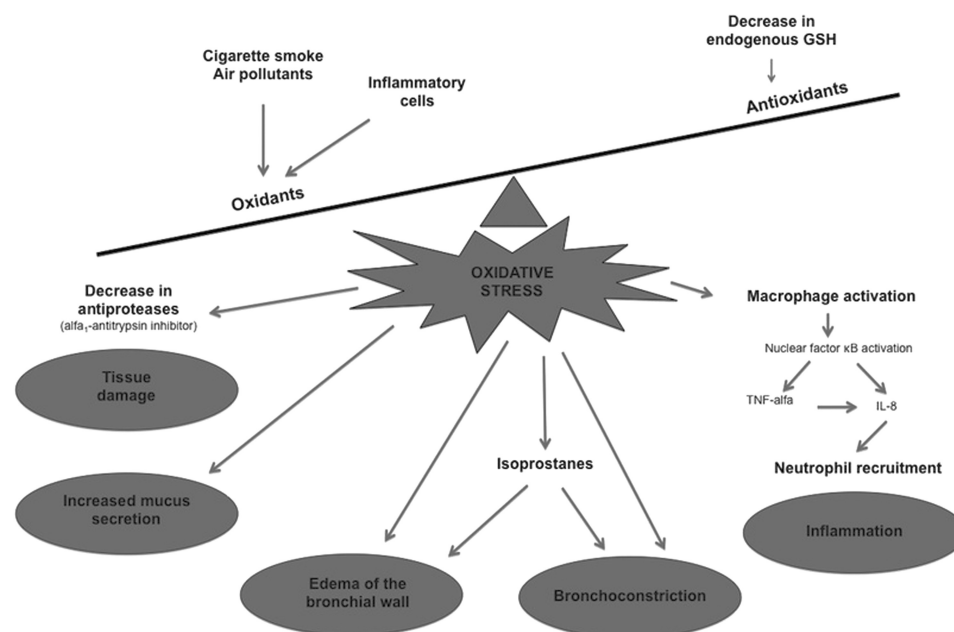 Decrease in
endogenous GSH
Cigarette smoke
Air pollutants
Inflammatory
cells
Antioxidants
Oxidants
OXIDATIVE
STRESS
Decrease in
antiproteases
(alfa₁-antitrypsin inhibitor)
Tissue
damage
Increased mucus
secretion
Isoprostanes
Edema of the
bronchial wall
Bronchoconstriction
Macrophage activation
Nuclear factor κB activation
TNF-alfa
IL-8
Neutrophil recruitment
Inflammation